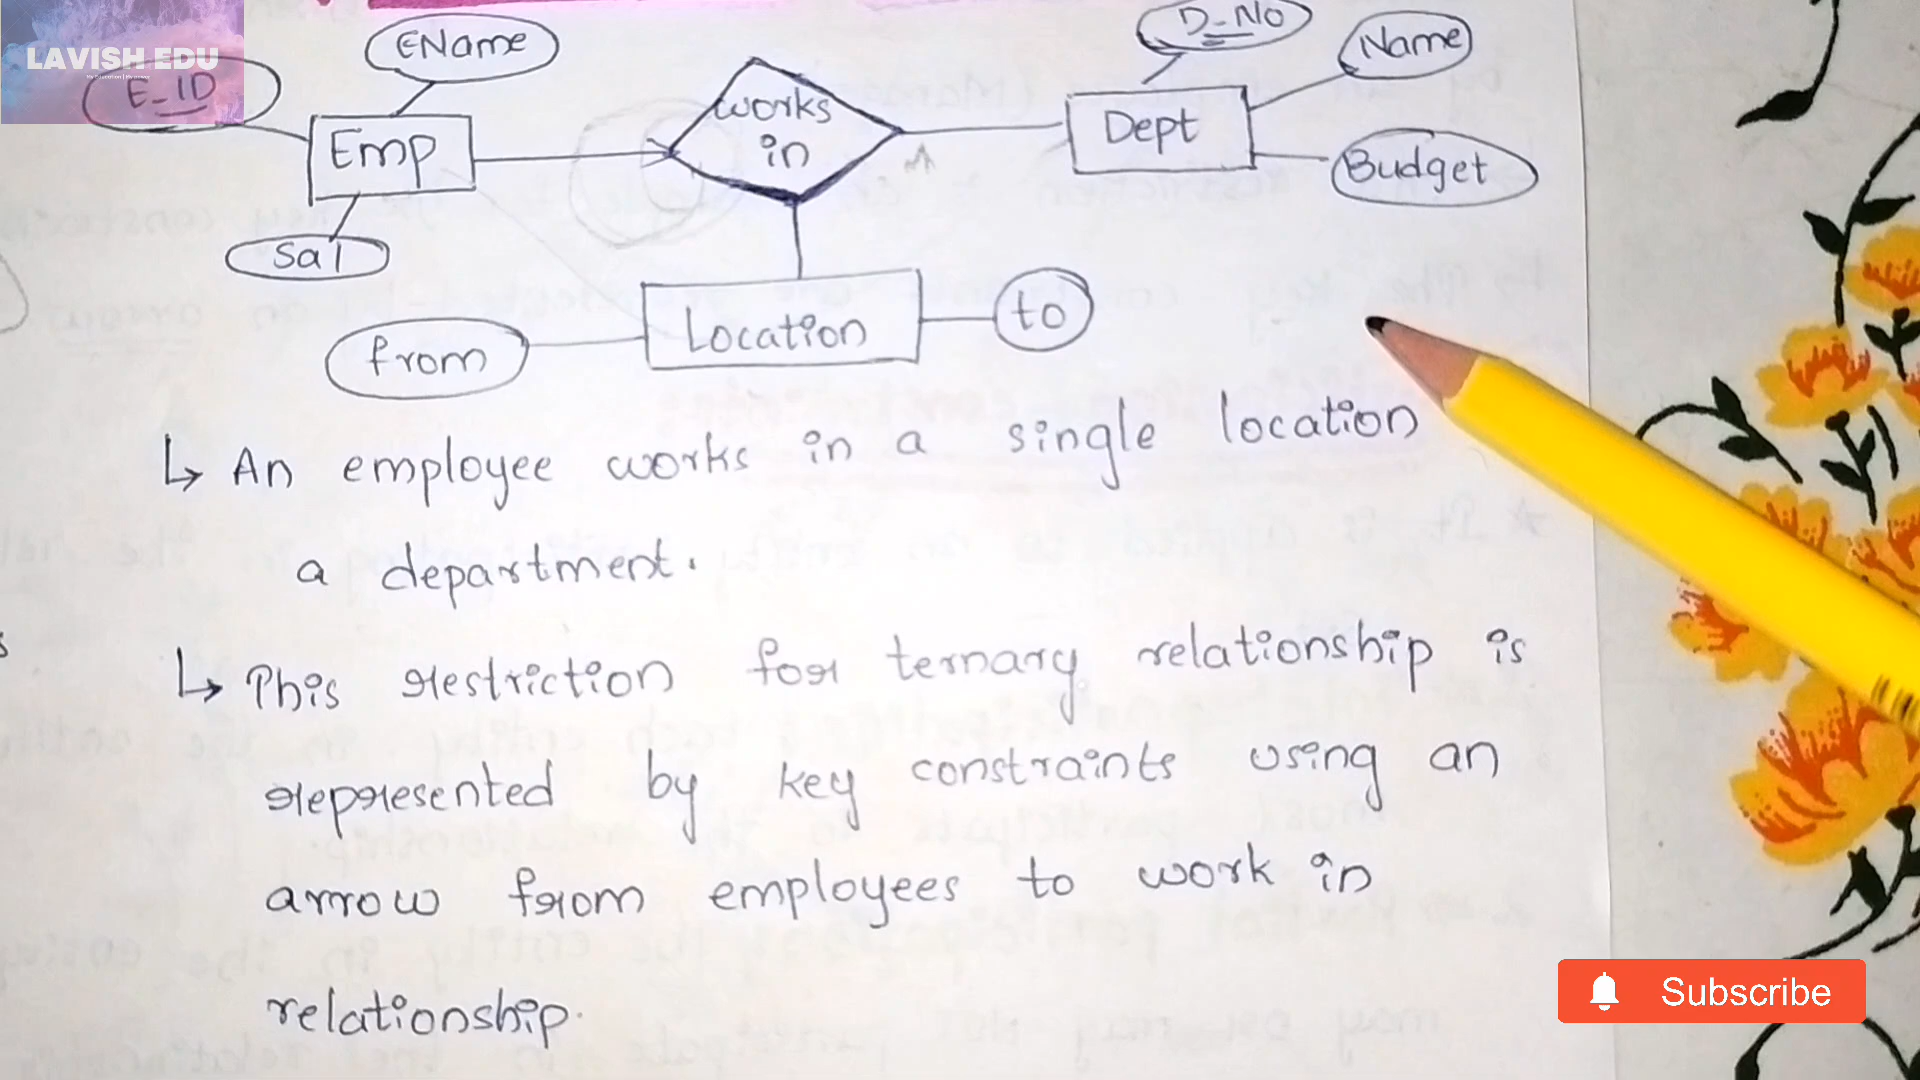 LAVISH EDU
EName
D_No
Name
E_ID
works
in
Emp
Dept
Budget
Sal
from
Location
to
↳ An employee works in a single location
a department.
↳ This restriction for ternary relationship is
represented by key constraints using an
arrow from employees to work in
relationship.
Subscribe